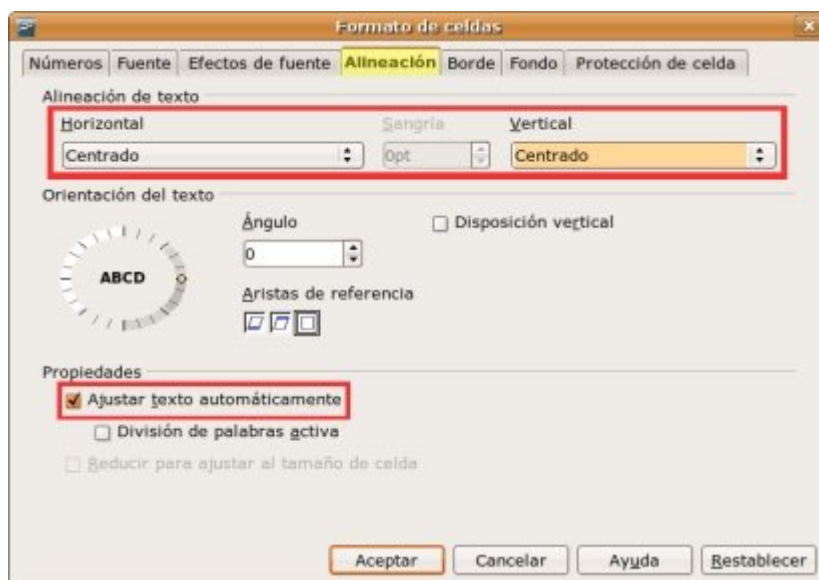 Formato de celdas
Números Fuente Efectos de fuente Alineación Borde Fondo Protección de celda
Alineación de texto
Horizontal Sangría Vertical
Centrado 0pt Centrado
Orientación del texto
Ángulo Disposición vertical
0
ABCD
Aristas de referencia
Propiedades
Ajustar texto automáticamente
División de palabras activa
Reducir para ajustar al tamaño de celda
Aceptar Cancelar Ayuda Restablecer